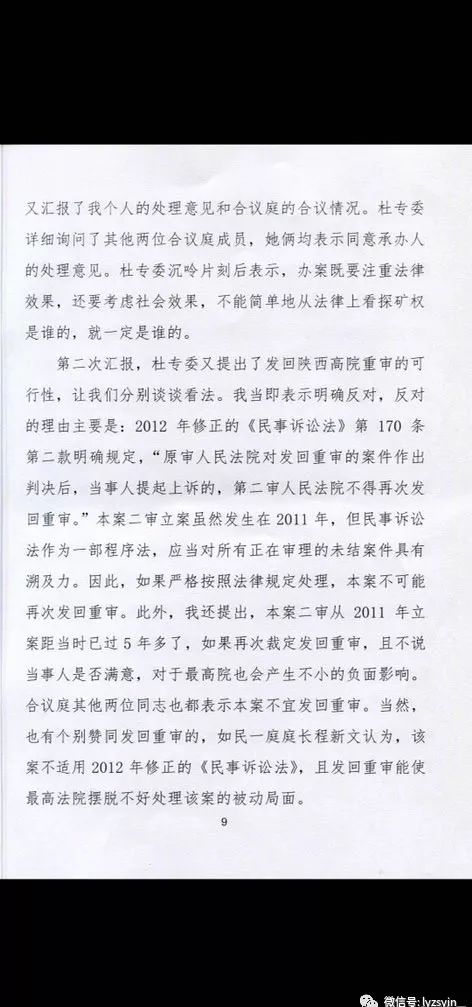 又汇报了我个人的处理意见和合议庭的合议情况。杜专委
详细询问了其他两位合议庭成员，她俩均表示同意承办人
的处理意见。杜专委沉呤片刻后表示，办案既要注重法律
效果，还要考虑社会效果，不能简单地从法律上看探矿权
是谁的，就一定是谁的。
第二次汇报，杜专委又提出了发回陕西高院重审的可
行性，让我们分别谈谈看法。我当即表示明确反对，反对
的理由主要是：2012 年修正的《民事诉讼法》第 170 条
第二款明确规定，“原审人民法院对发回重审的案件作出
判决后，当事人提起上诉的，第二审人民法院不得再次发
回重审。”本案二审立案虽然发生在 2011 年，但民事诉讼
法作为一部程序法，应当对所有正在审理的未结案件具有
溯及力。因此，如果严格按照法律规定处理，本案不可能
再次发回重审。此外，我还提出，本案二审从 2011 年立
案距当时已过 5 年多了，如果再次裁定发回重审，且不说
当事人是否满意，对于最高院也会产生不小的负面影响。
合议庭其他两位同志也都表示本案不宜发回重审。当然，
也有个别赞同发回重审的，如民一庭庭长程新文认为，该
案不适用 2012 年修正的《民事诉讼法》，且发回重审能使
最高法院摆脱不好处理该案的被动局面。
9
微信号: lyzsyjn